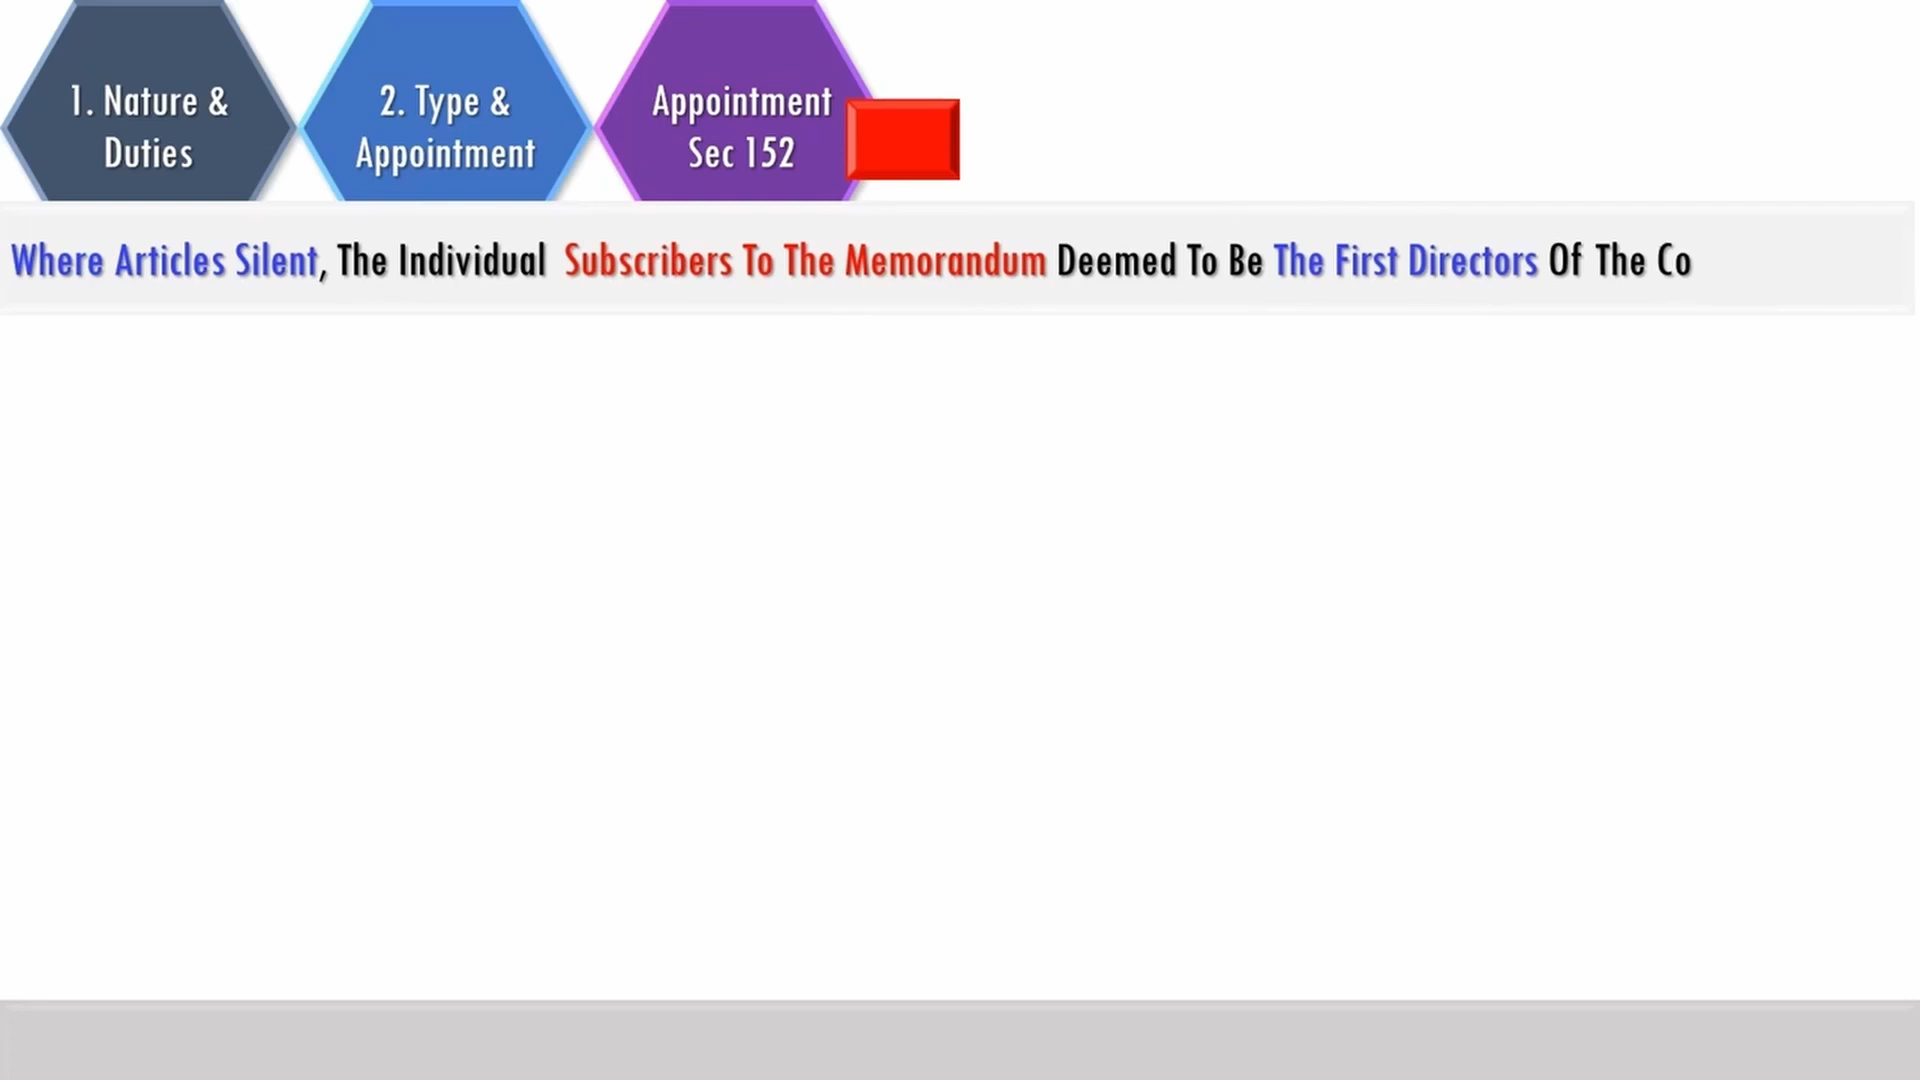 1. Nature &
Duties
2. Type &
Appointment
Appointment
Sec 152
Where Articles Silent, The Individual Subscribers To The Memorandum Deemed To Be The First Directors Of The Co